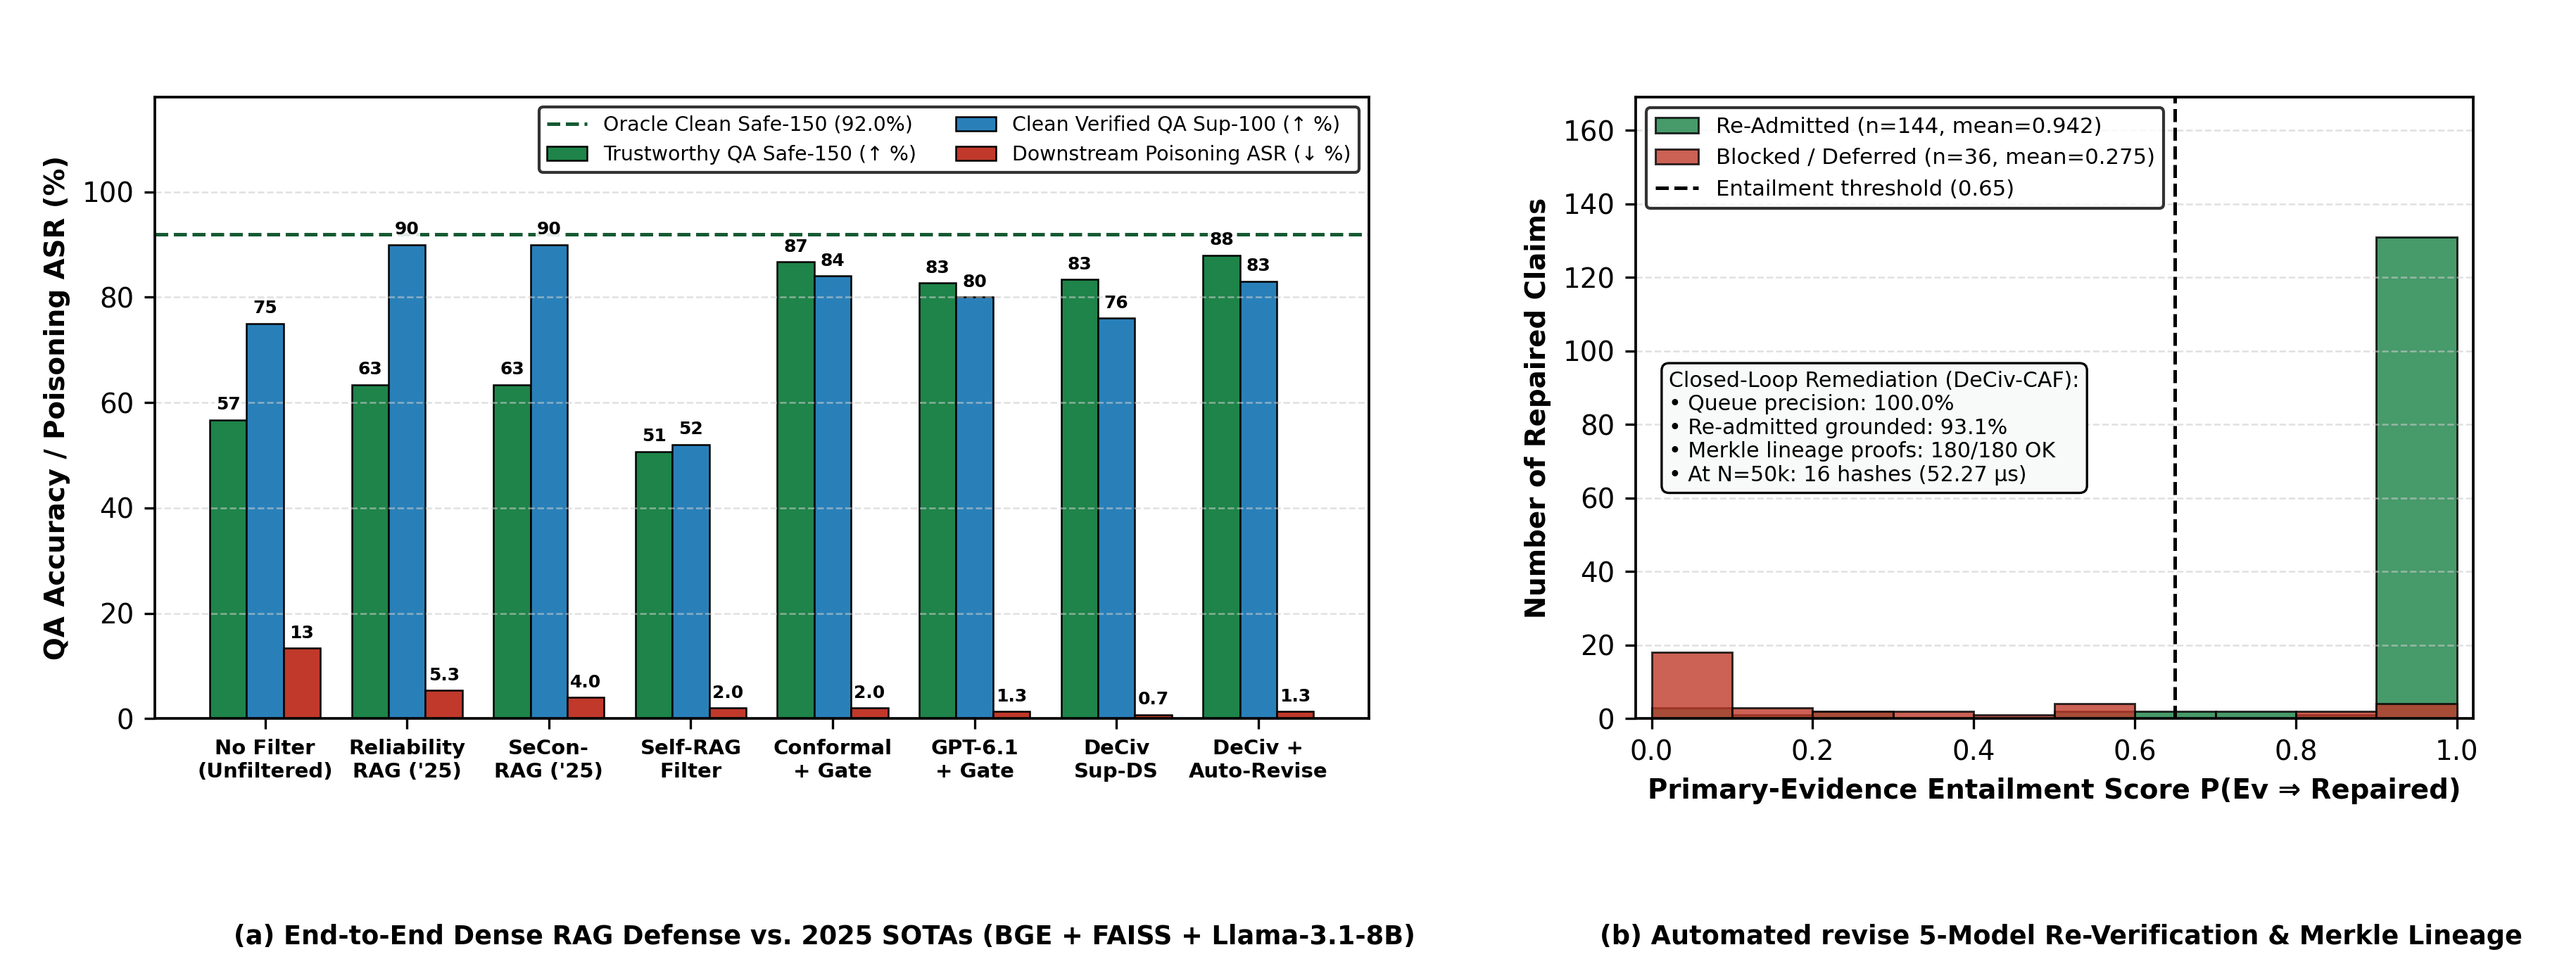 Oracle Clean Safe-150 (92.0%)
Trustworthy QA Safe-150 (↑ %)
Clean Verified QA Sup-100 (↑ %)
Downstream Poisoning ASR (↓ %)
QA Accuracy / Poisoning ASR (%)
100
80
60
40
20
0
57
75
13
63
90
5.3
63
90
4.0
51
52
2.0
87
84
2.0
83
80
1.3
83
76
0.7
88
83
1.3
No Filter
(Unfiltered)
Reliability
RAG ('25)
SeCon-
RAG ('25)
Self-RAG
Filter
Conformal
+ Gate
GPT-6.1
+ Gate
DeCiv
Sup-DS
DeCiv +
Auto-Revise
(a) End-to-End Dense RAG Defense vs. 2025 SOTAs (BGE + FAISS + Llama-3.1-8B)
Re-Admitted (n=144, mean=0.942)
Blocked / Deferred (n=36, mean=0.275)
Entailment threshold (0.65)
Number of Repaired Claims
160
140
120
100
80
60
40
20
0
Closed-Loop Remediation (DeCiv-CAF):
• Queue precision: 100.0%
• Re-admitted grounded: 93.1%
• Merkle lineage proofs: 180/180 OK
• At N=50k: 16 hashes (52.27 µs)
0.0
0.2
0.4
0.6
0.8
1.0
Primary-Evidence Entailment Score P(Ev ⇒ Repaired)
(b) Automated revise 5-Model Re-Verification & Merkle Lineage